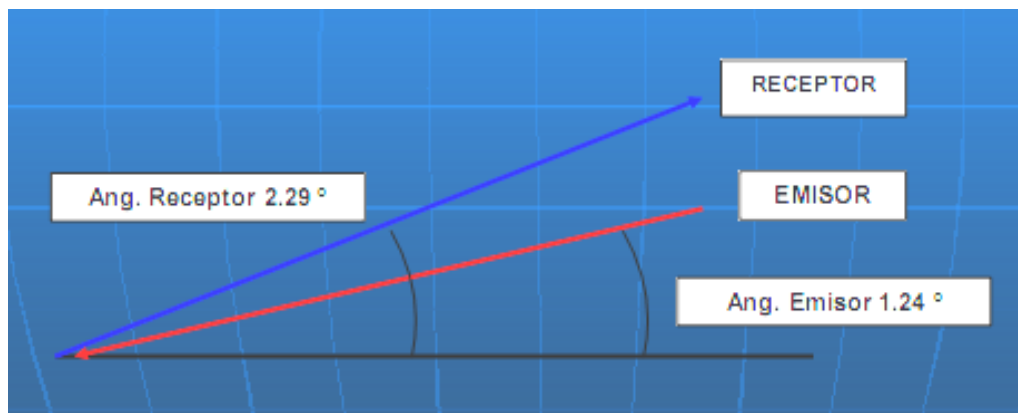 RECEPTOR
Ang. Receptor 2.29 º
EMISOR
Ang. Emisor 1.24 º